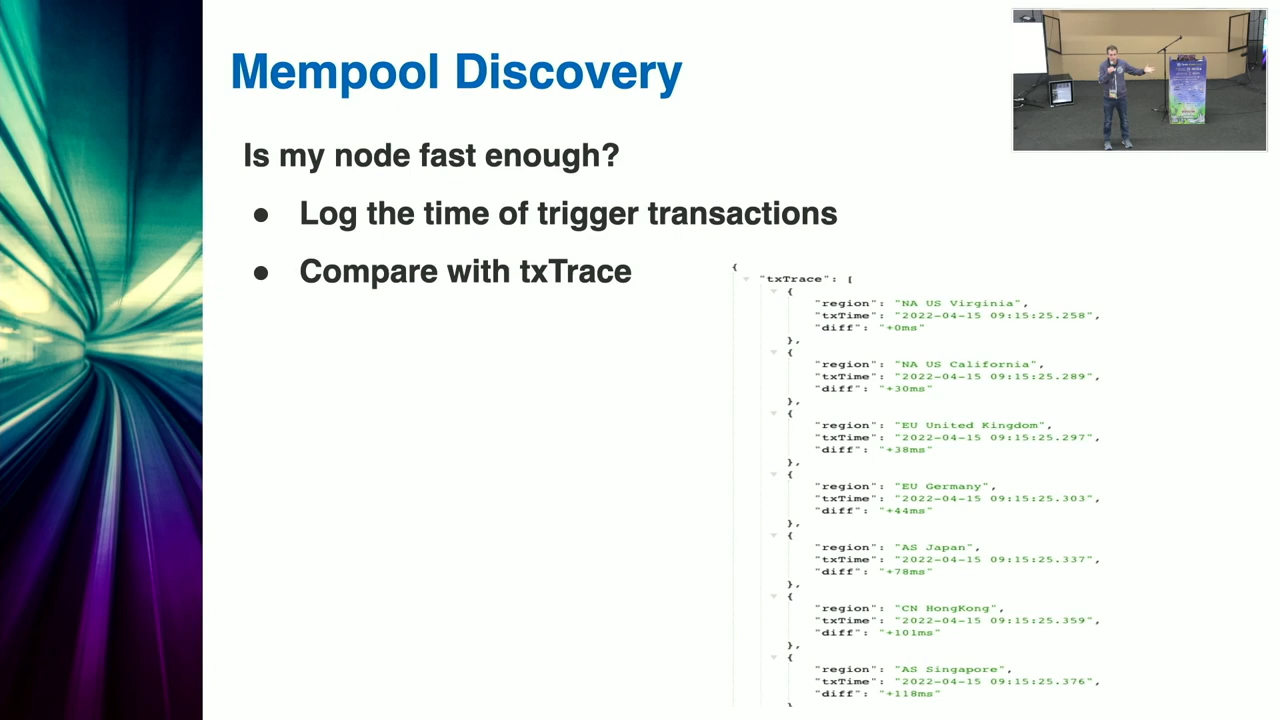 Mempool Discovery
Is my node fast enough?
● Log the time of trigger transactions
● Compare with txTrace
{
"txTrace": [
{
"region": "NA US Virginia",
"txTime": "2022-04-15 09:15:25.258",
"diff": "+0ms"
},
{
"region": "NA US California",
"txTime": "2022-04-15 09:15:25.289",
"diff": "+30ms"
},
{
"region": "EU United Kingdom",
"txTime": "2022-04-15 09:15:25.297",
"diff": "+38ms"
},
{
"region": "EU Germany",
"txTime": "2022-04-15 09:15:25.303",
"diff": "+44ms"
},
{
"region": "AS Japan",
"txTime": "2022-04-15 09:15:25.337",
"diff": "+78ms"
},
{
"region": "CN HongKong",
"txTime": "2022-04-15 09:15:25.359",
"diff": "+101ms"
},
{
"region": "AS Singapore",
"txTime": "2022-04-15 09:15:25.376",
"diff": "+118ms"